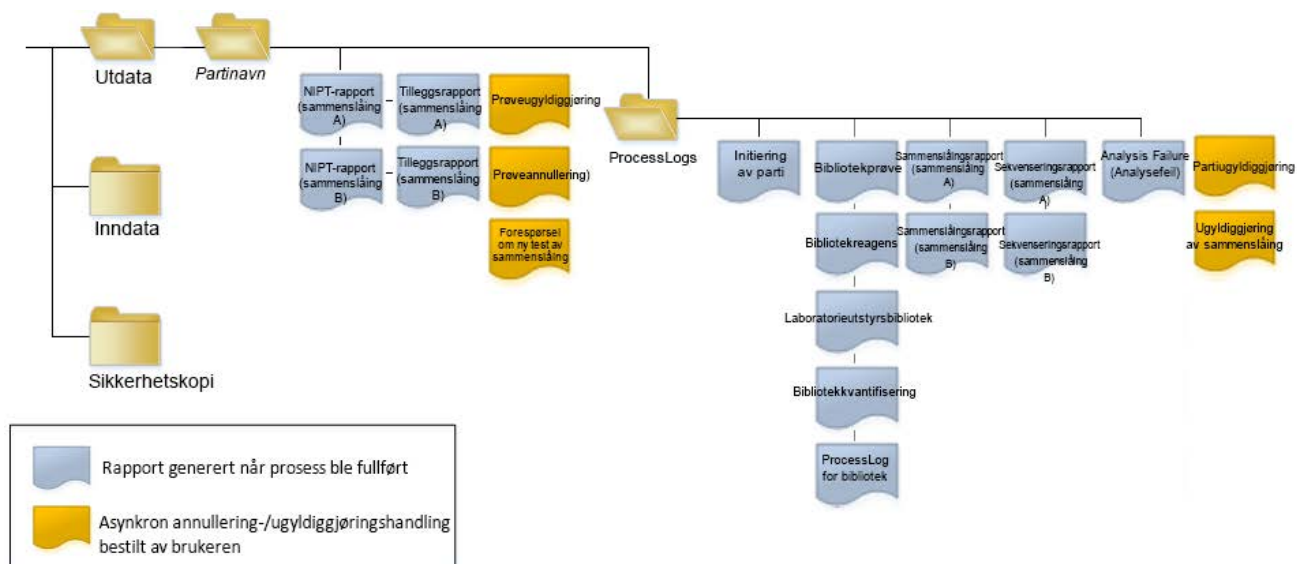 Utdata
Partinavn
NIPT-rapport
(sammenslåing
A)
Tilleggsrapport
(sammenslåing
A)
Prøveugyldiggjøring
NIPT-rapport
(sammenslåing
B)
Tilleggsrapport
(sammenslåing
B)
Prøveannullering)
Forespørsel
om ny test av
sammenslåing
ProcessLogs
Initiering
av parti
Bibliotekprøve
Sammenslåingsrapport
(sammenslåing
A)
Sekvenseringsrapport
(sammenslåing
A)
Analysis Failure
(Analysefeil)
Partiugyldiggjøring
Bibliotekreagens
Sammenslåingsrapport
(sammenslåing
B)
Sekvenseringsrapport
(sammenslåing
B)
Ugyldiggjøring
av sammenslåing
Laboratorieutstyrsbibliotek
Bibliotekkvantifisering
ProcessLog
for bibliotek
Inndata
Sikkerhetskopi
Rapport generert når prosess ble fullført
Asynkron annullering-/ugyldiggjøringshandling
bestilt av brukeren